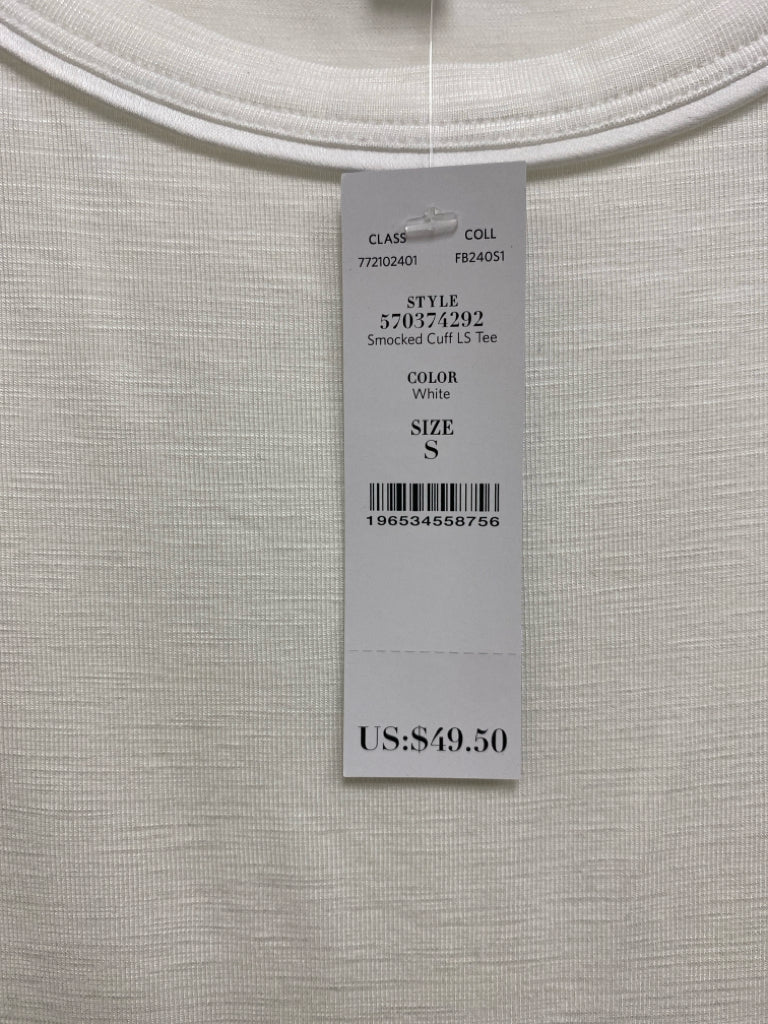 CLASS COLL
772102401 FB240S1
STYLE
570374292
Smocked Cuff LS Tee
COLOR
White
SIZE
S
196534558756
US:$49.50